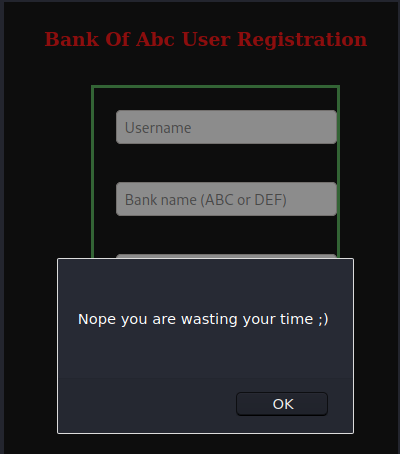 Bank Of Abc User Registration
Username
Bank name (ABC or DEF)
Nope you are wasting your time ;)
OK